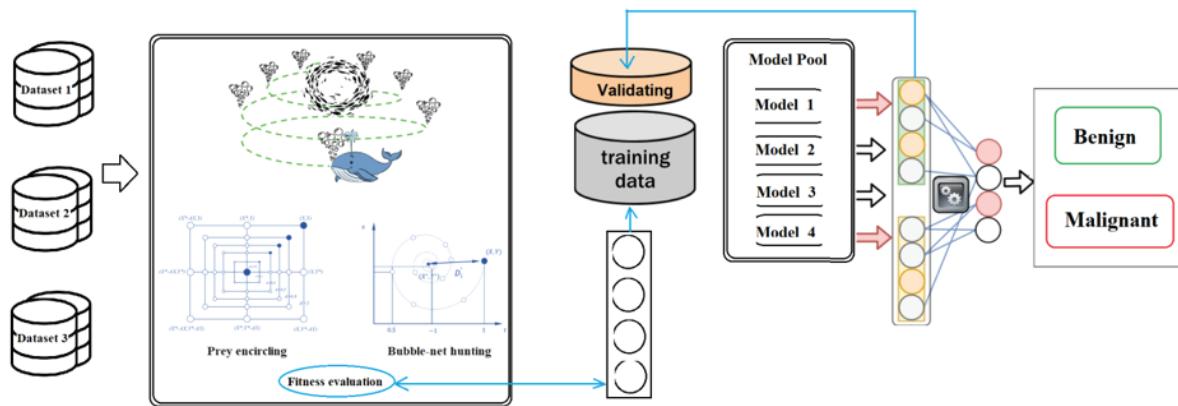 Dataset 1
Dataset 2
Dataset 3
Prey encircling
Bubble-net hunting
Fitness evaluation
Validating
training
data
Model Pool
Model 1
Model 2
Model 3
Model 4
Benign
Malignant